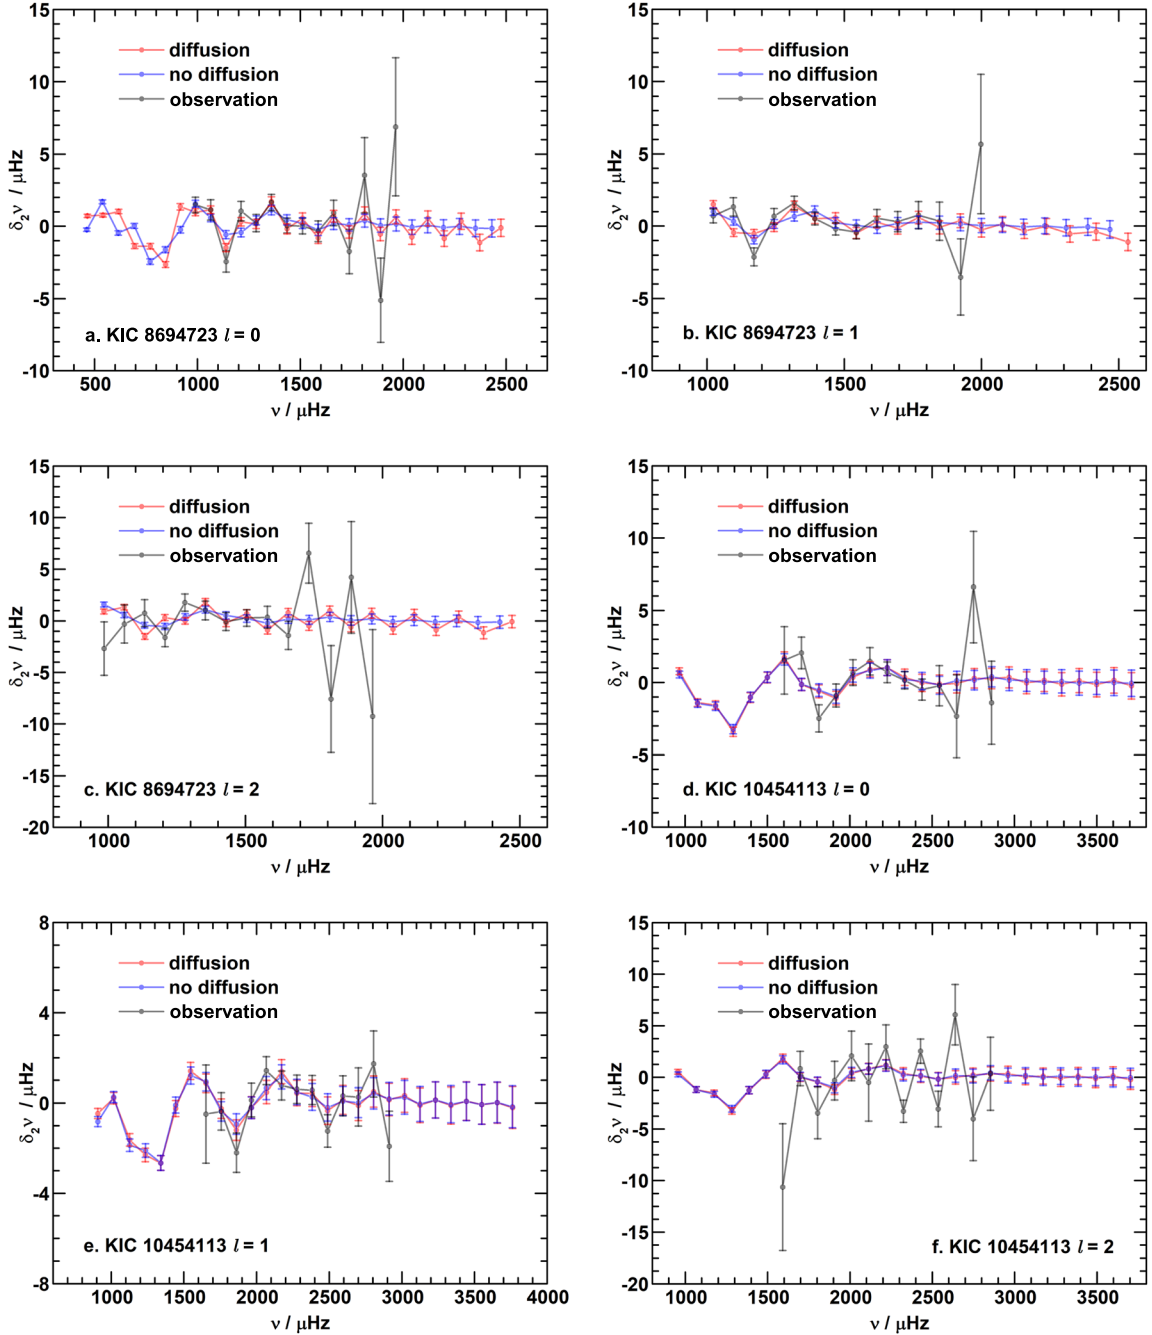 15
10
5
0
-5
-10
δ₂ν / μHz
diffusion
no diffusion
observation
a. KIC 8694723 l = 0
500 1000 1500 2000 2500
ν / μHz
15
10
5
0
-5
-10
δ₂ν / μHz
diffusion
no diffusion
observation
b. KIC 8694723 l = 1
1000 1500 2000 2500
ν / μHz
15
10
5
0
-5
-10
-15
-20
δ₂ν / μHz
diffusion
no diffusion
observation
c. KIC 8694723 l = 2
1000 1500 2000 2500
ν / μHz
15
10
5
0
-5
-10
δ₂ν / μHz
diffusion
no diffusion
observation
d. KIC 10454113 l = 0
1000 1500 2000 2500 3000 3500
ν / μHz
8
4
0
-4
-8
δ₂ν / μHz
diffusion
no diffusion
observation
e. KIC 10454113 l = 1
1000 1500 2000 2500 3000 3500 4000
ν / μHz
15
10
5
0
-5
-10
-15
-20
δ₂ν / μHz
diffusion
no diffusion
observation
f. KIC 10454113 l = 2
1000 1500 2000 2500 3000 3500
ν / μHz